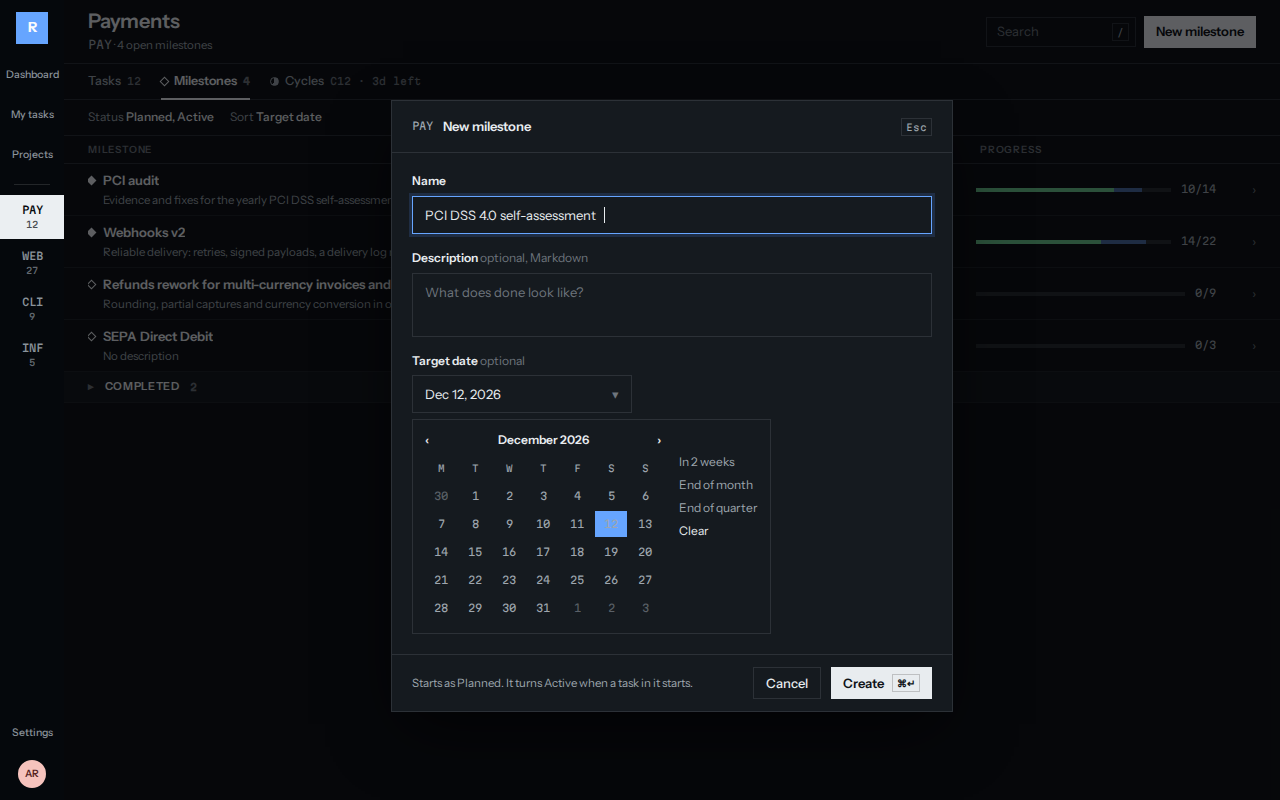 R
Dashboard
My tasks
Projects
PAY
12
WEB
27
CLI
9
INF
5
Settings
AR
Payments
PAY · 4 open milestones
Search /
New milestone
Tasks 12 Milestones 4 Cycles C12 · 3d left
Status Planned, Active Sort Target date
MILESTONE PROGRESS
PCI audit
Evidence and fixes for the yearly PCI DSS self-assessmen
10/14 ›
Webhooks v2
Reliable delivery: retries, signed payloads, a delivery log
14/22 ›
Refunds rework for multi-currency invoices and
Rounding, partial captures and currency conversion in
0/9 ›
SEPA Direct Debit
No description
0/3 ›
▸ COMPLETED 2
PAY New milestone Esc
Name
PCI DSS 4.0 self-assessment
Description optional, Markdown
What does done look like?
Target date optional
Dec 12, 2026 ▾
‹ December 2026 ›
M T W T F S S
30 1 2 3 4 5 6
7 8 9 10 11 12 13
14 15 16 17 18 19 20
21 22 23 24 25 26 27
28 29 30 31 1 2 3
In 2 weeks
End of month
End of quarter
Clear
Starts as Planned. It turns Active when a task in it starts.
Cancel
Create ⌘↵